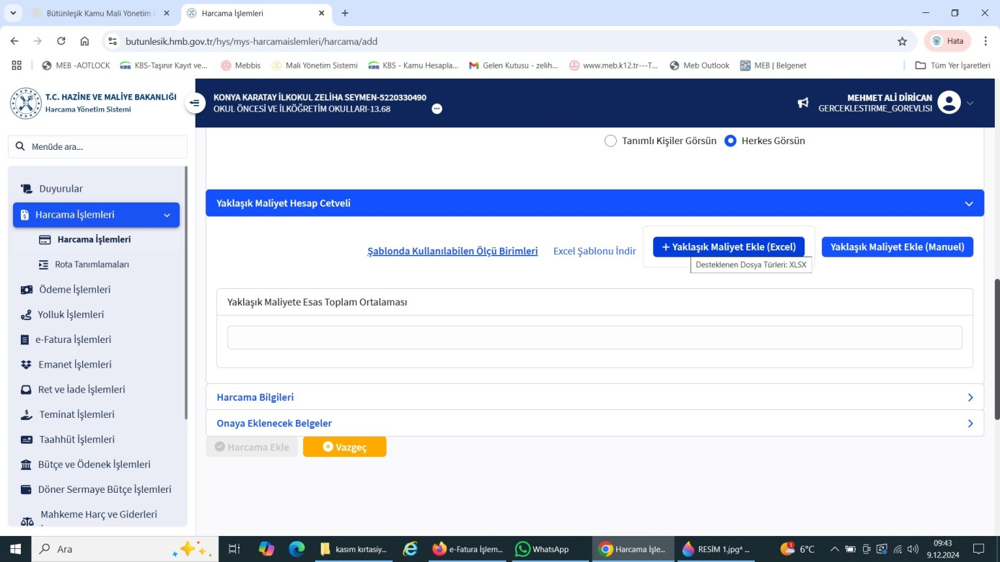 Bütünleşik Kamu Mali Yönetim
Harcama İşlemleri
butunlesik.hmb.gov.tr/hys/mys-harcamaislemleri/harcama/add
Hata
MEB -AOTLOCK
KBS-Taşınır Kayıt ve...
Mebbis
Mali Yönetim Sistemi
KBS - Kamu Hesapla...
Gelen Kutusu - zelih...
www.meb.k12.tr---T...
Meb Outlook
MEB | Belgenet
Tüm Yer İşaretleri
T.C. HAZİNE VE MALİYE BAKANLIĞI
Harcama Yönetim Sistemi
KONYA KARATAY İLKOKUL ZELİHA SEYMEN-5220330490
OKUL ÖNCESİ VE İLKÖĞRETİM OKULLARI-13.68
MEHMET ALİ DİRİCAN
GERCEKLESTIRME_GOREVLISI
Menüde ara...
Duyurular
Harcama İşlemleri
Harcama İşlemleri
Rota Tanımlamaları
Ödeme İşlemleri
Yolluk İşlemleri
e-Fatura İşlemleri
Emanet İşlemleri
Ret ve İade İşlemleri
Teminat İşlemleri
Taahhüt İşlemleri
Bütçe ve Ödenek İşlemleri
Döner Sermaye Bütçe İşlemleri
Mahkeme Harç ve Giderleri
Tanımlı Kişiler Görsün
Herkes Görsün
Yaklaşık Maliyet Hesap Cetveli
Şablonda Kullanılabilen Ölçü Birimleri
Excel Şablonu İndir
+ Yaklaşık Maliyet Ekle (Excel)
Yaklaşık Maliyet Ekle (Manuel)
Desteklenen Dosya Türleri: XLSX
Yaklaşık Maliyete Esas Toplam Ortalaması
Harcama Bilgileri
Onaya Eklenecek Belgeler
Harcama Ekle
Vazgeç
Ara
kasım kırtasiy...
e-Fatura İşlem...
WhatsApp
Harcama İşle...
RESİM 1.jpg* ...
6°C
09:43
9.12.2024